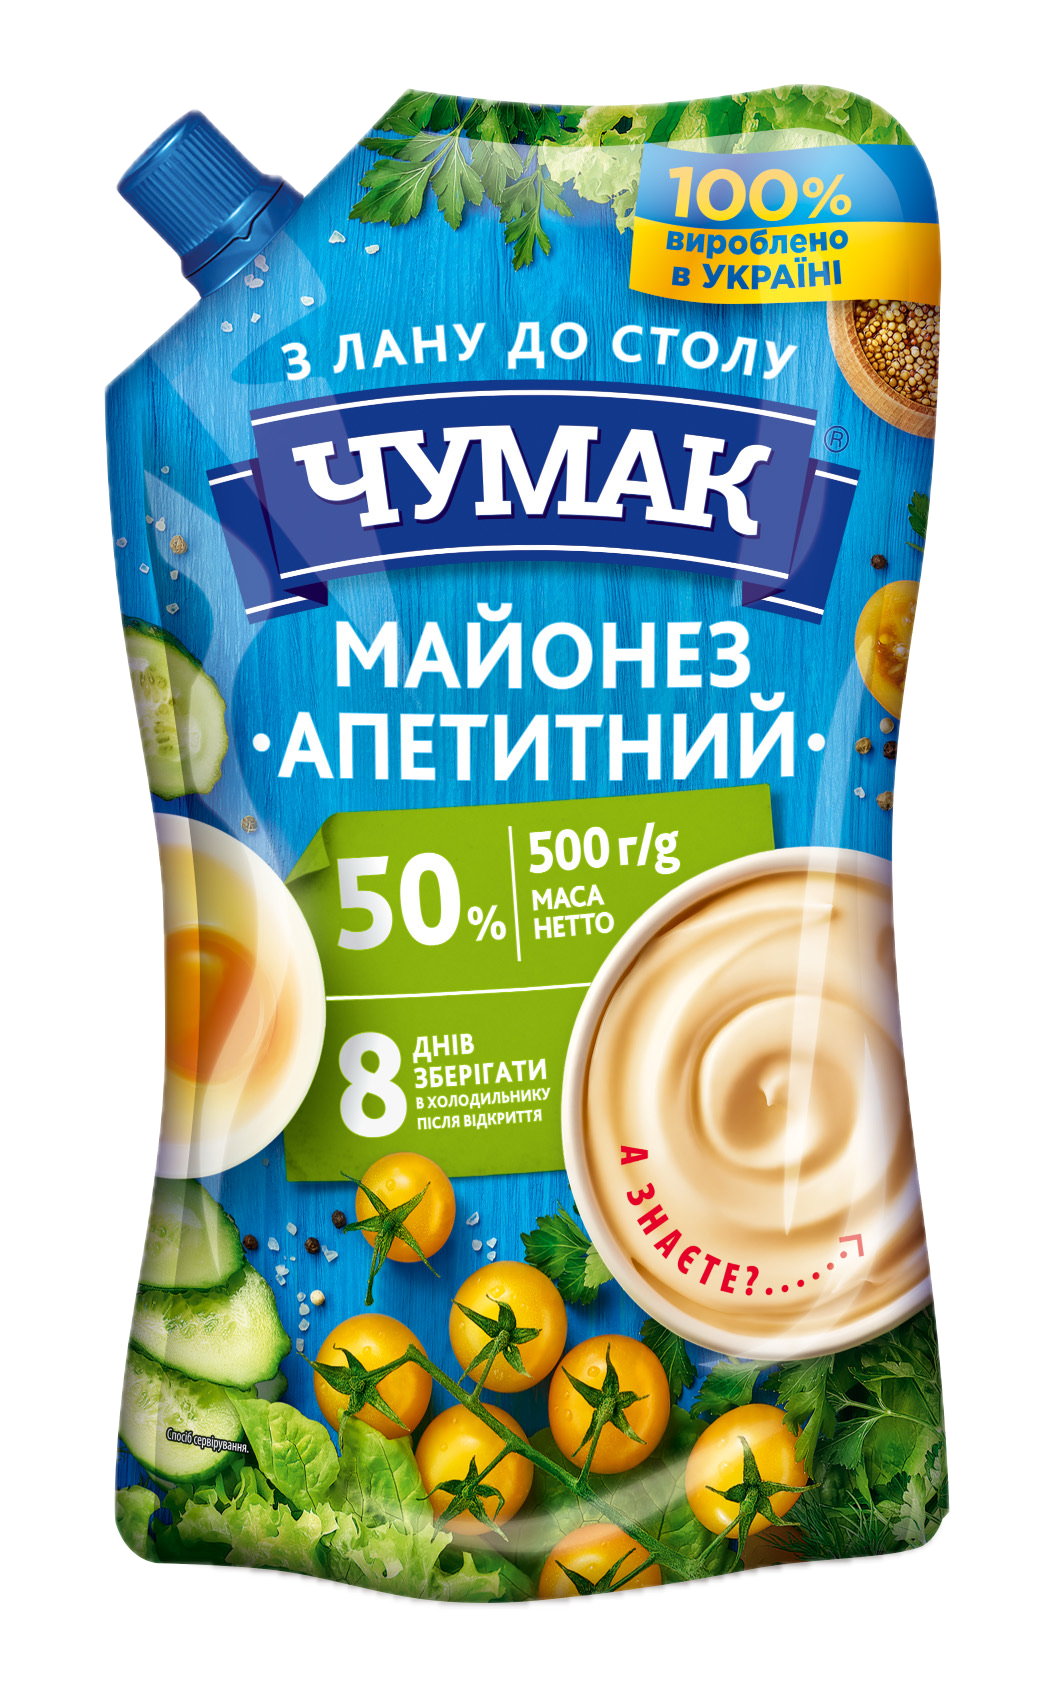 100%
вироблено
в УКРАЇНІ
З ЛАНУ ДО СТОЛУ
ЧУМАК ®
МАЙОНЕЗ
•АПЕТИТНИЙ•
50%
500 г/g
МАСА
НЕТТО
8
ДНІВ
ЗБЕРІГАТИ
В ХОЛОДИЛЬНИКУ
ПІСЛЯ ВІДКРИТТЯ
А ЗНАЄТЕ?......
Спосіб сервірування.